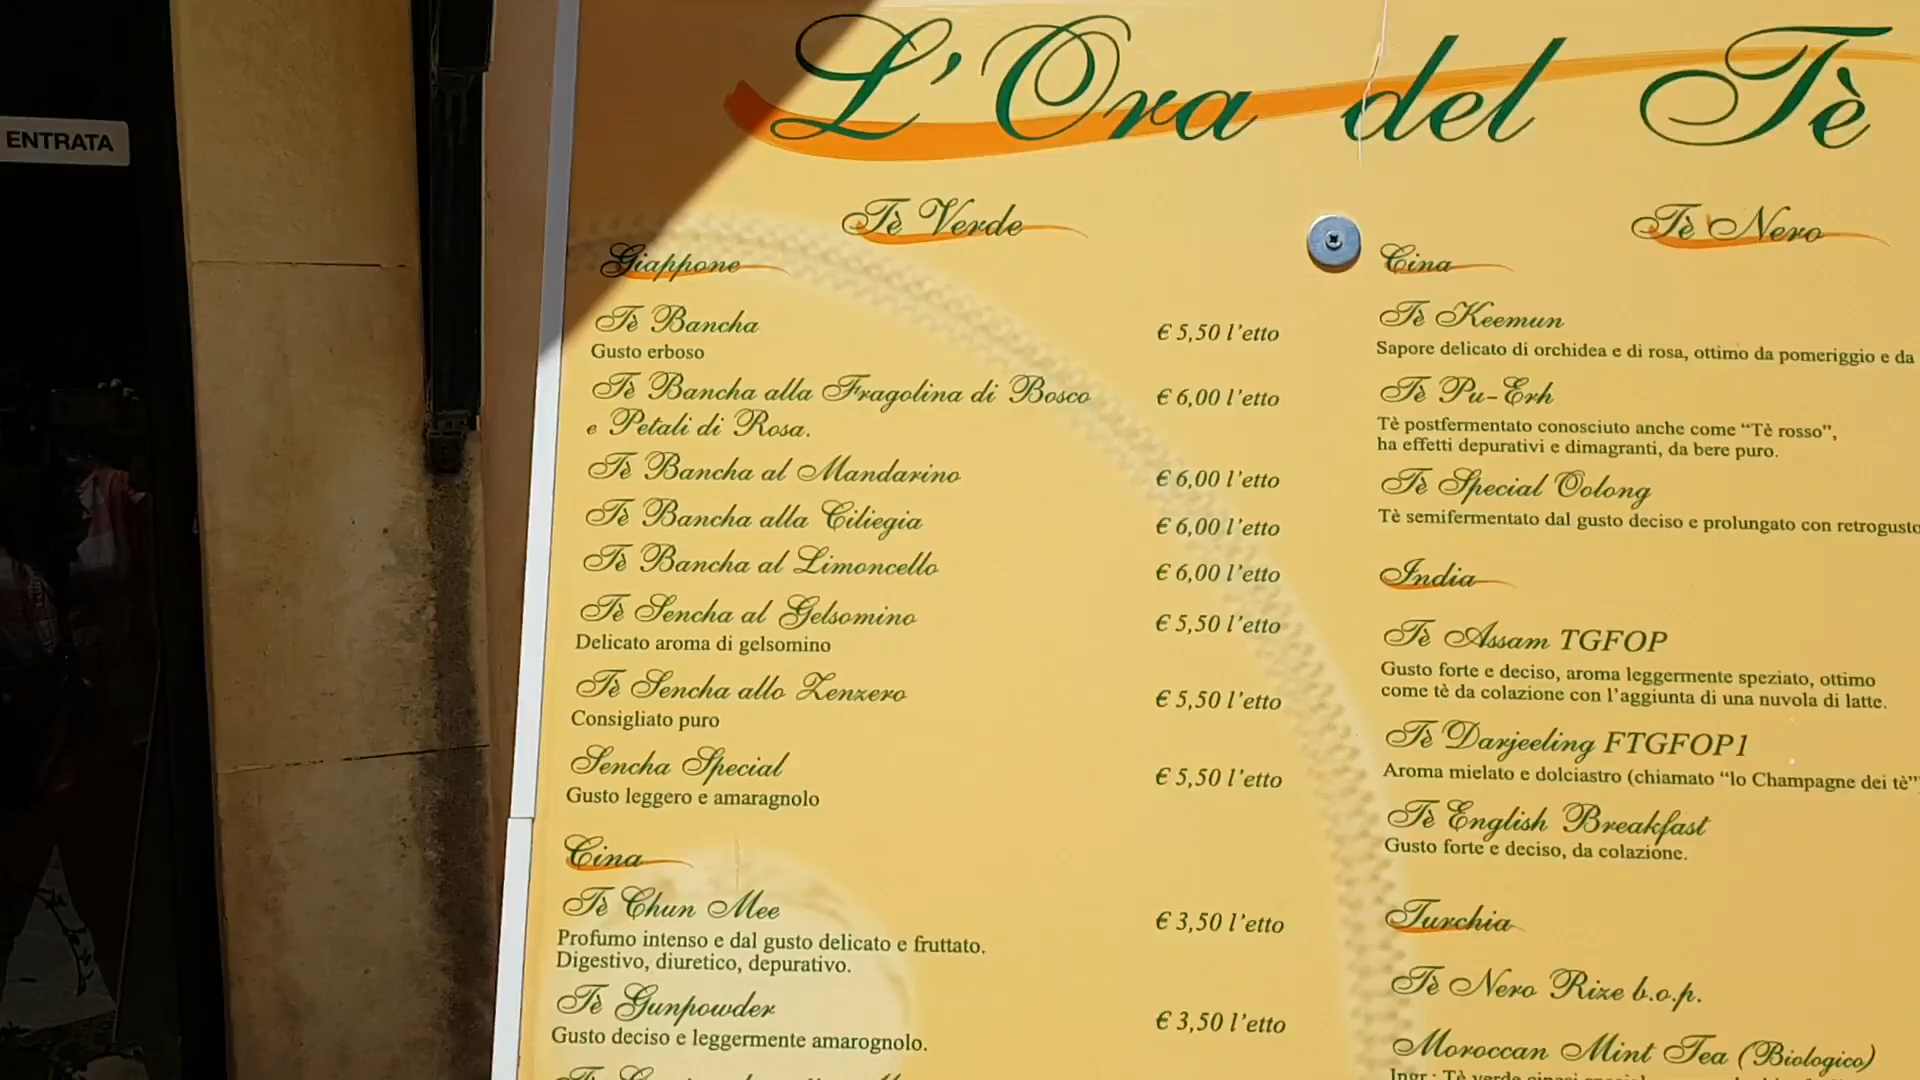 ENTRATA
L'Ora del Tè
Tè Verde
Giappone
Tè Bancha € 5,50 l'etto
Gusto erboso
Tè Bancha alla Fragolina di Bosco € 6,00 l'etto
e Petali di Rosa.
Tè Bancha al Mandarino € 6,00 l'etto
Tè Bancha alla Ciliegia € 6,00 l'etto
Tè Bancha al Limoncello € 6,00 l'etto
Tè Sencha al Gelsomino € 5,50 l'etto
Delicato aroma di gelsomino
Tè Sencha allo Zenzero € 5,50 l'etto
Consigliato puro
Sencha Special € 5,50 l'etto
Gusto leggero e amaragnolo
Cina
Tè Chun Mee € 3,50 l'etto
Profumo intenso e dal gusto delicato e fruttato.
Digestivo, diuretico, depurativo.
Tè Gunpowder € 3,50 l'etto
Gusto deciso e leggermente amarognolo.
Tè Nero
Cina
Tè Keemun
Sapore delicato di orchidea e di rosa, ottimo da pomeriggio e da
Tè Pu-Erh
Tè postfermentato conosciuto anche come “Tè rosso”,
ha effetti depurativi e dimagranti, da bere puro.
Tè Special Oolong
Tè semifermentato dal gusto deciso e prolungato con retrogusto
India
Tè Assam TGFOP
Gusto forte e deciso, aroma leggermente speziato, ottimo
come tè da colazione con l'aggiunta di una nuvola di latte.
Tè Darjeeling FTGFOP1
Aroma mielato e dolciastro (chiamato “lo Champagne dei tè”
Tè English Breakfast
Gusto forte e deciso, da colazione.
Turchia
Tè Nero Rize b.o.p.
Moroccan Mint Tea (Biologico)